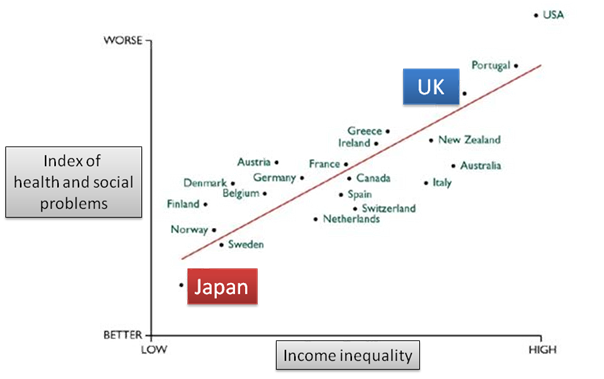 USA
WORSE
Portugal
UK
Greece
Ireland
New Zealand
Index of
health and social
problems
Austria
France
Australia
Germany
Canada
Denmark
Italy
Belgium
Spain
Finland
Switzerland
Netherlands
Norway
Sweden
Japan
BETTER
LOW
Income inequality
HIGH